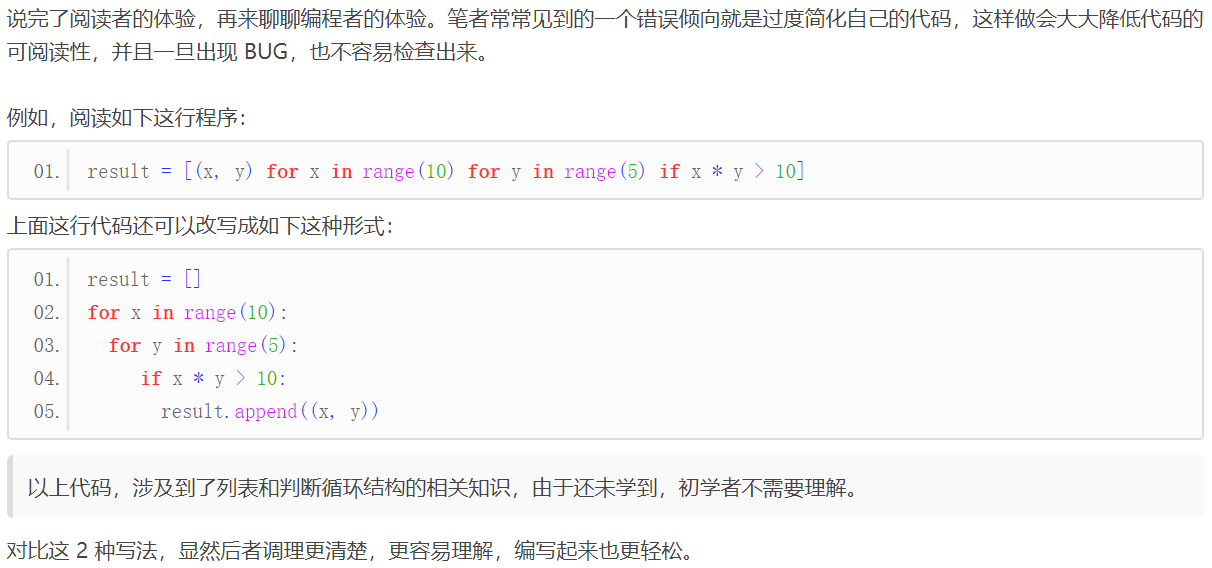 说完了阅读者的体验，再来聊聊编程者的体验。笔者常常见到的一个错误倾向就是过度简化自己的代码，这样做会大大降低代码的
可阅读性，并且一旦出现 BUG，也不容易检查出来。
例如，阅读如下这行程序：
01. result = [(x, y) for x in range(10) for y in range(5) if x * y > 10]
上面这行代码还可以改写成如下这种形式：
01. result = []
02. for x in range(10):
03.   for y in range(5):
04.      if x * y > 10:
05.        result.append((x, y))
以上代码，涉及到了列表和判断循环结构的相关知识，由于还未学到，初学者不需要理解。
对比这 2 种写法，显然后者调理更清楚，更容易理解，编写起来也更轻松。